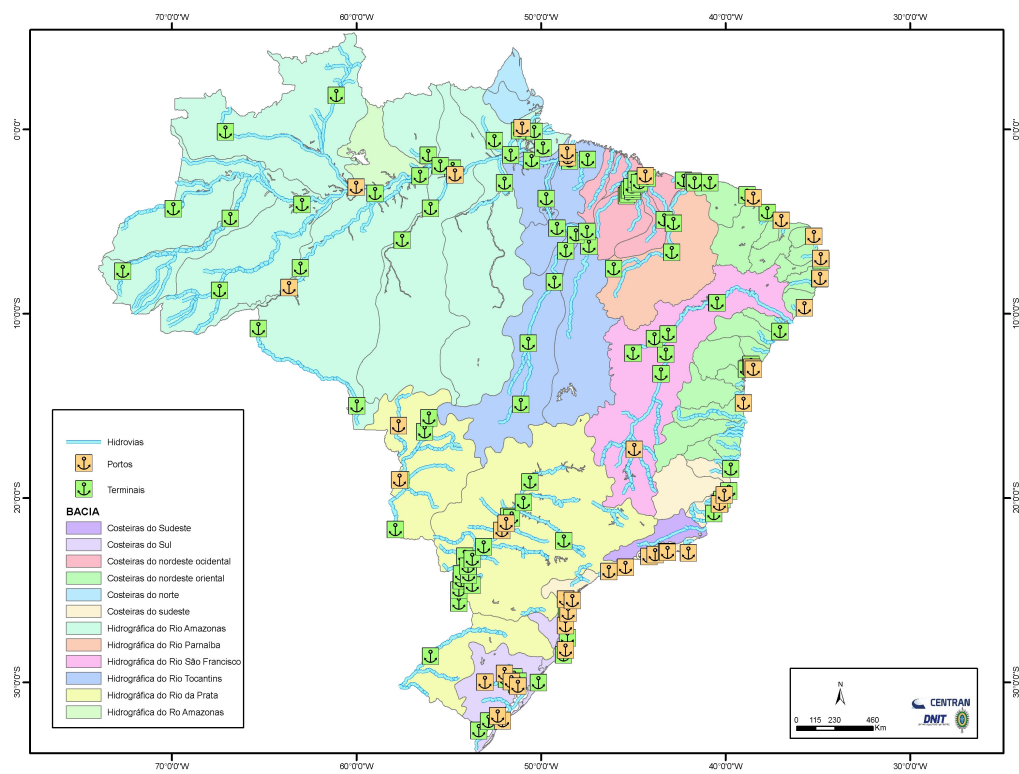 70°0'0"W 60°0'0"W 50°0'0"W 40°0'0"W 30°0'0"W
0°0'0" 0°0'0"
10°0'0"S 10°0'0"S
20°0'0"S 20°0'0"S
30°0'0"S 30°0'0"S
Hidrovias
Portos
Terminais
BACIA
Costeiras do Sudeste
Costeiras do Sul
Costeiras do nordeste ocidental
Costeiras do nordeste oriental
Costeiras do norte
Costeiras do sudeste
Hidrográfica do Rio Amazonas
Hidrográfica do Rio Parnaíba
Hidrográfica do Rio São Francisco
Hidrográfica do Rio Tocantins
Hidrográfica do Rio da Prata
Hidrográfica do Ro Amazonas
N
0 115 230 460
Km
CENTRAN
DNIT
70°0'0"W 60°0'0"W 50°0'0"W 40°0'0"W 30°0'0"W